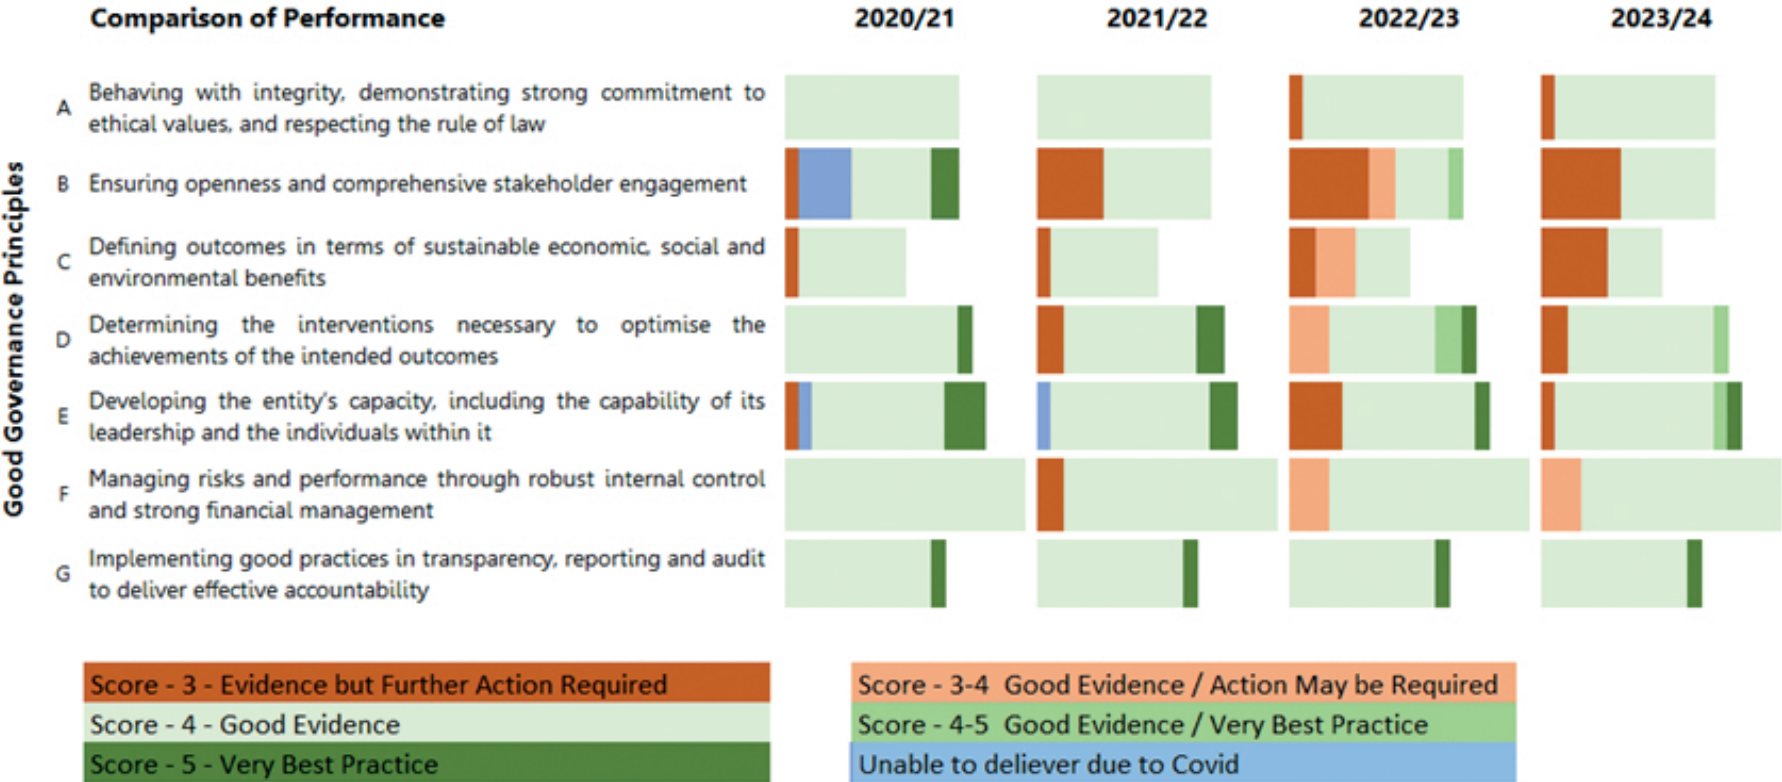 Comparison of Performance 2020/21 2021/22 2022/23 2023/24
Good Governance Principles
A Behaving with integrity, demonstrating strong commitment to
ethical values, and respecting the rule of law
B Ensuring openness and comprehensive stakeholder engagement
C Defining outcomes in terms of sustainable economic, social and
environmental benefits
D Determining the interventions necessary to optimise the
achievements of the intended outcomes
E Developing the entity's capacity, including the capability of its
leadership and the individuals within it
F Managing risks and performance through robust internal control
and strong financial management
G Implementing good practices in transparency, reporting and audit
to deliver effective accountability
Score - 3 - Evidence but Further Action Required
Score - 4 - Good Evidence
Score - 5 - Very Best Practice
Score - 3-4 Good Evidence / Action May be Required
Score - 4-5 Good Evidence / Very Best Practice
Unable to deliever due to Covid